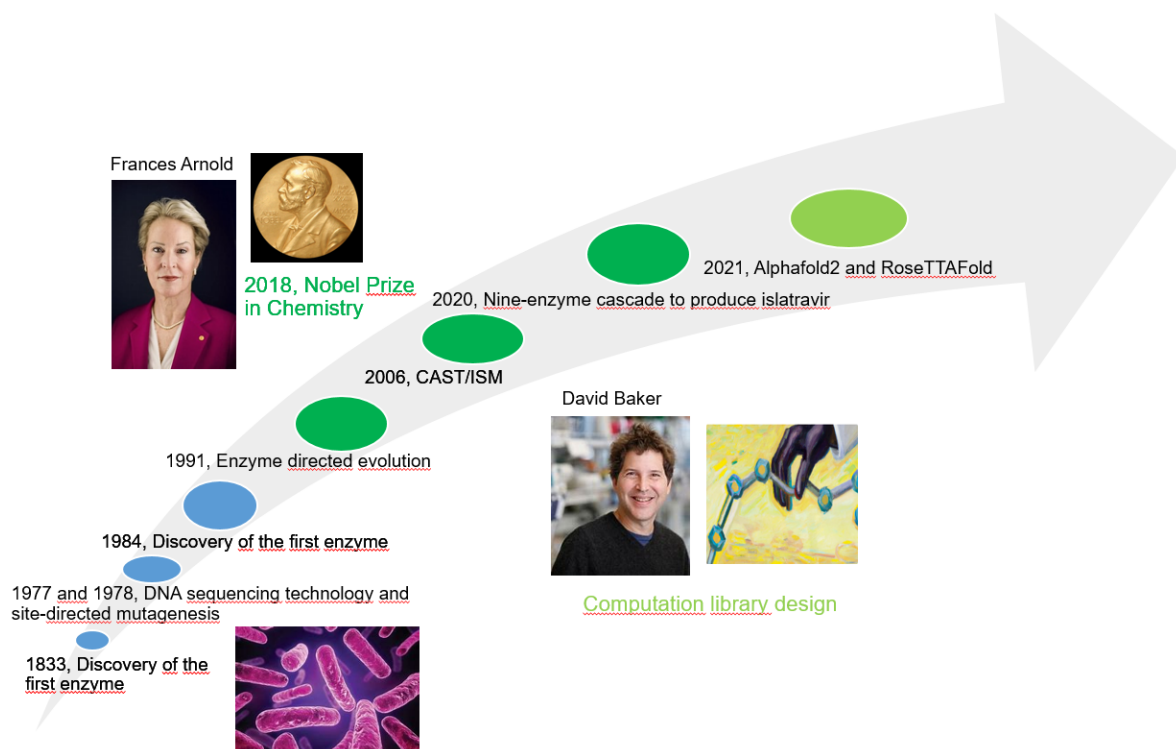 Frances Arnold
2018, Nobel Prize
in Chemistry
2021, Alphafold2 and RoseTTAFold
2020, Nine-enzyme cascade to produce islatravir
2006, CAST/ISM
David Baker
1991, Enzyme directed evolution
1984, Discovery of the first enzyme
1977 and 1978, DNA sequencing technology and
site-directed mutagenesis
Computation library design
1833, Discovery of the
first enzyme